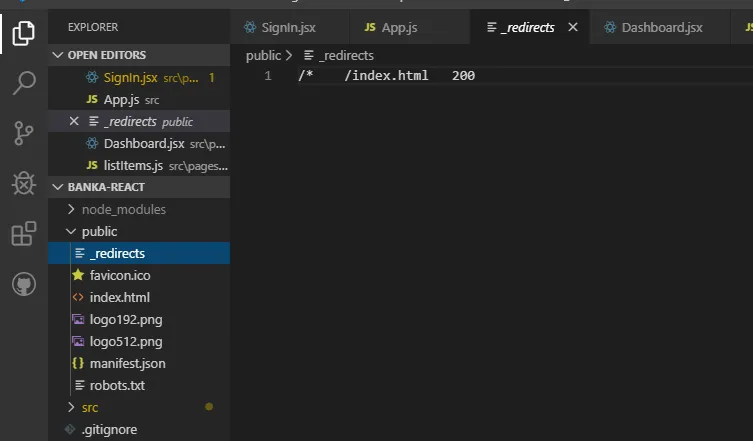 EXPLORER
OPEN EDITORS
SignIn.jsx src\p... 1
App.js src
_redirects public
Dashboard.jsx src\p...
listItems.js src\pages...
BANKA-REACT
node_modules
public
_redirects
favicon.ico
index.html
logo192.png
logo512.png
manifest.json
robots.txt
src
.gitignore
SignIn.jsx
JS App.js
_redirects
Dashboard.jsx
public > _redirects
1 /* /index.html 200